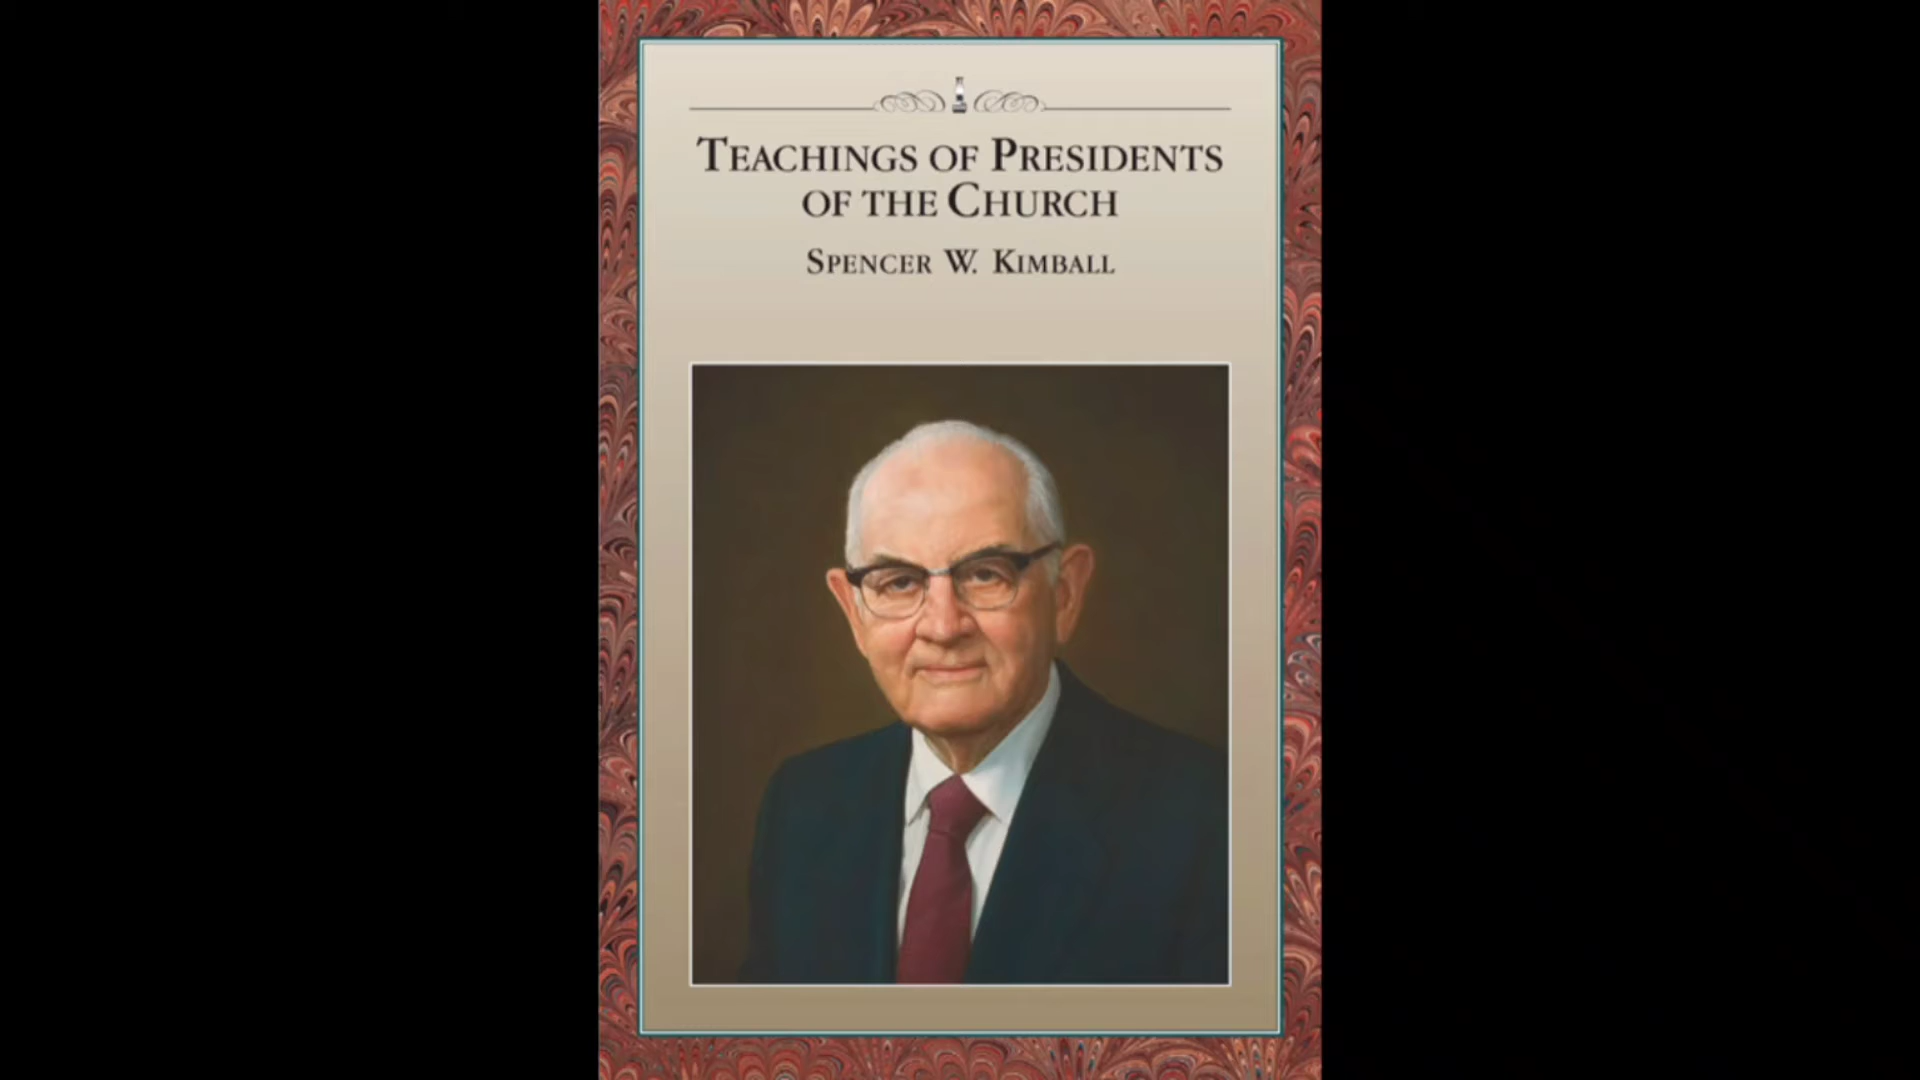 TEACHINGS OF PRESIDENTS
OF THE CHURCH
SPENCER W. KIMBALL